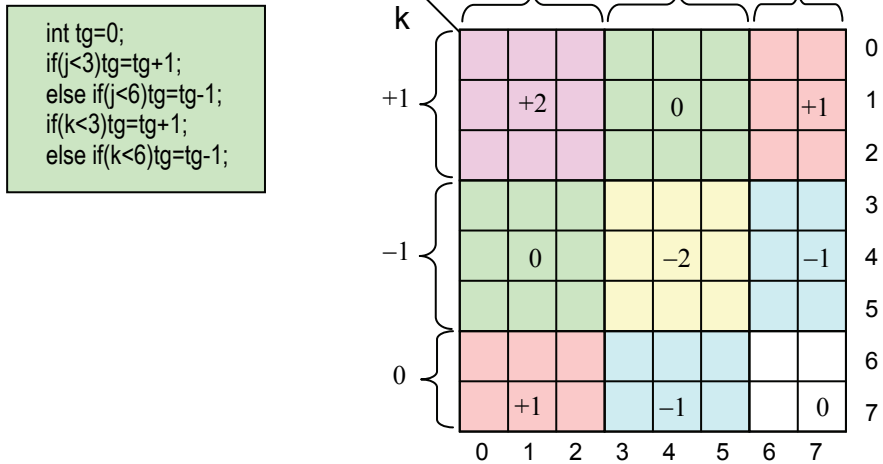 int tg=0;
if(j<3)tg=tg+1;
else if(j<6)tg=tg-1;
if(k<3)tg=tg+1;
else if(k<6)tg=tg-1;
k
0
+1 +2 0 +1 1
2
3
−1 0 −2 −1 4
5
0 6
+1 −1 0 7
0 1 2 3 4 5 6 7